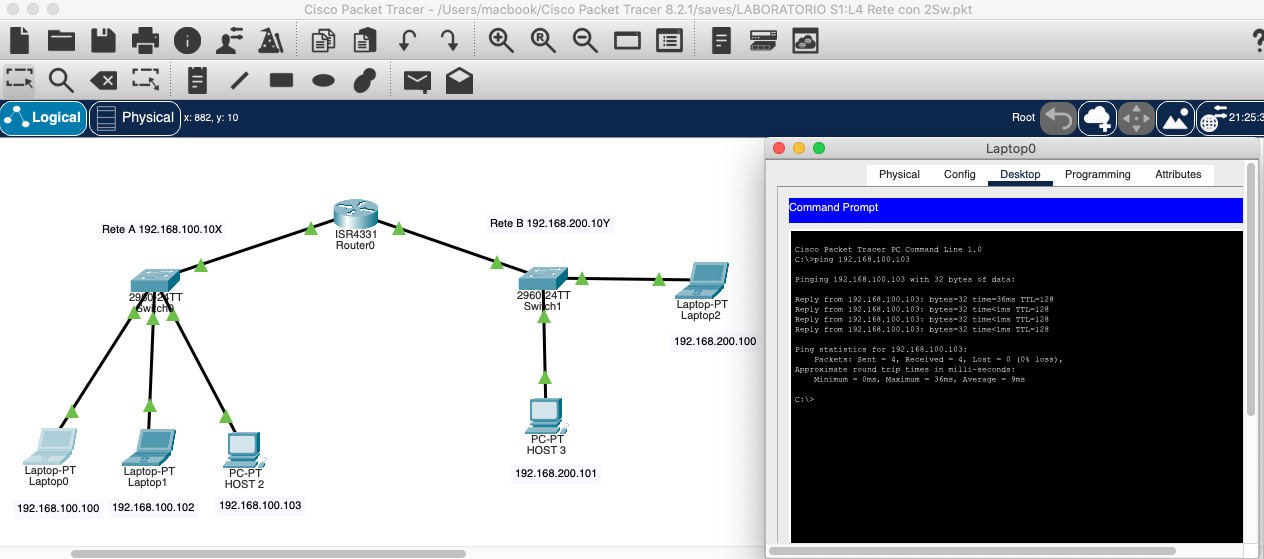 Cisco Packet Tracer - /Users/macbook/Cisco Packet Tracer 8.2.1/saves/LABORATORIO S1:L4 Rete con 2Sw.pkt
Logical
Physical
x: 882, y: 10
Root
21:25:3
Rete A 192.168.100.10X
ISR4331
Router0
Rete B 192.168.200.10Y
2960-24TT
Switch0
2960-24TT
Switch1
Laptop-PT
Laptop2
192.168.200.100
Laptop-PT
Laptop0
192.168.100.100
Laptop-PT
Laptop1
192.168.100.102
PC-PT
HOST 2
192.168.100.103
PC-PT
HOST 3
192.168.200.101
Laptop0
Physical Config Desktop Programming Attributes
Command Prompt
Cisco Packet Tracer PC Command Line 1.0
C:\>ping 192.168.100.103
Pinging 192.168.100.103 with 32 bytes of data:
Reply from 192.168.100.103: bytes=32 time=36ms TTL=128
Reply from 192.168.100.103: bytes=32 time<1ms TTL=128
Reply from 192.168.100.103: bytes=32 time<1ms TTL=128
Reply from 192.168.100.103: bytes=32 time<1ms TTL=128
Ping statistics for 192.168.100.103:
Packets: Sent = 4, Received = 4, Lost = 0 (0% loss),
Approximate round trip times in milli-seconds:
Minimum = 0ms, Maximum = 36ms, Average = 9ms
C:\>